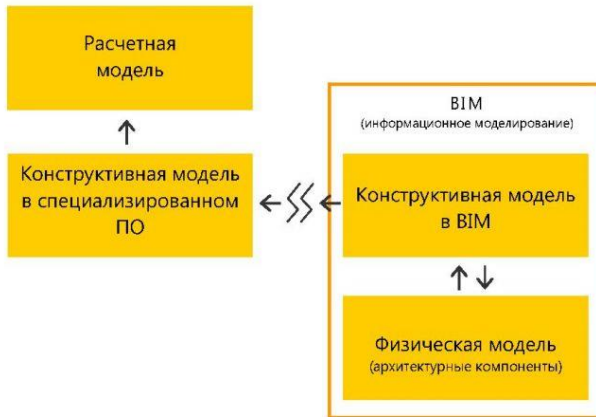 Расчетная
модель
Конструктивная модель
в специализированном
ПО
BIM
(информационное моделирование)
Конструктивная модель
в BIM
Физическая модель
(архитектурные компоненты)